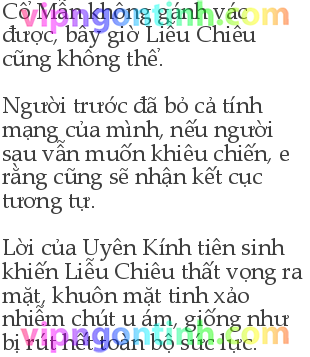 Cố Mẫn không gánh vác
được, bây giờ Liễu Chiêu
cũng không thể.
Người trước đã bỏ cả tính
mạng của mình, nếu người
sau vẫn muốn khiêu chiến, e
rằng cũng sẽ nhận kết cục
tương tự.
Lời của Uyên Kính tiên sinh
khiến Liễu Chiêu thất vọng ra
mặt, khuôn mặt tinh xảo
nhiễm chút u ám, giống như
bị rút hết toàn bộ sức lực.
vipngontinh.com
vipngontinh.com